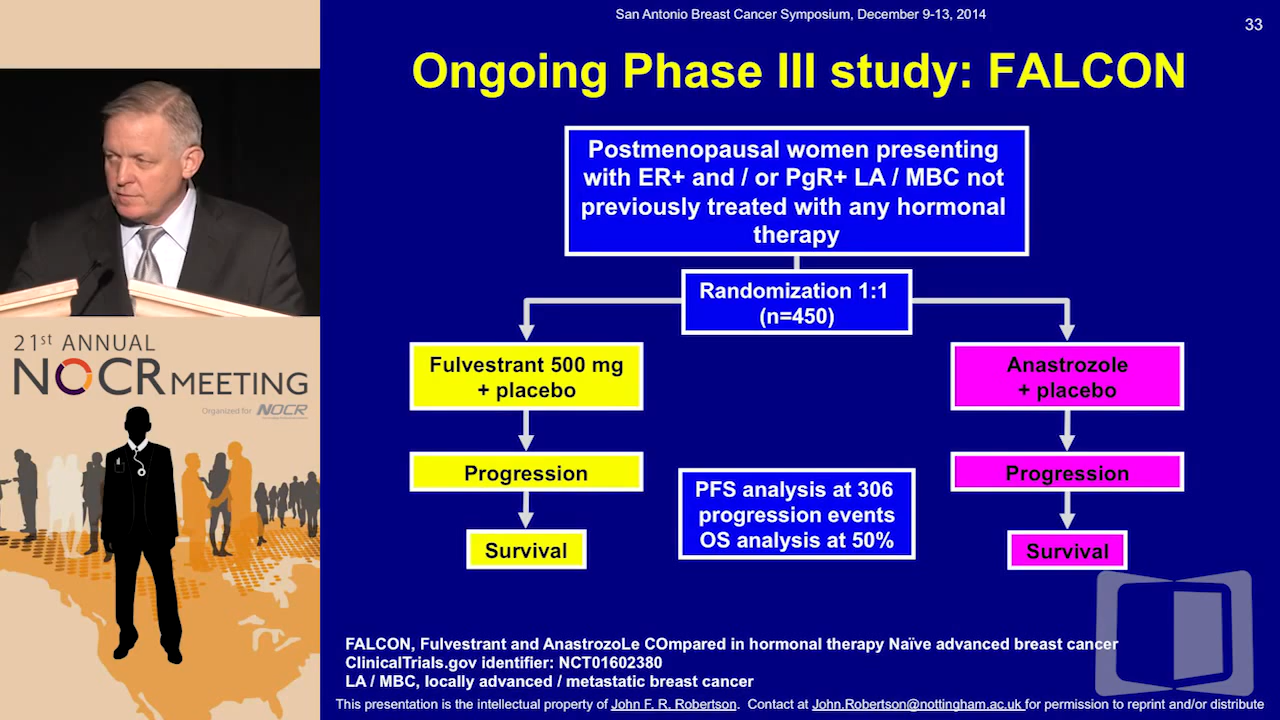 San Antonio Breast Cancer Symposium, December 9-13, 2014
33
Ongoing Phase III study: FALCON
Postmenopausal women presenting
with ER+ and / or PgR+ LA / MBC not
previously treated with any hormonal
therapy
Randomization 1:1
(n=450)
Fulvestrant 500 mg
+ placebo
Anastrozole
+ placebo
Progression
Progression
PFS analysis at 306
progression events
OS analysis at 50%
Survival
Survival
FALCON, Fulvestrant and AnastrozoLe COmpared in hormonal therapy Naïve advanced breast cancer
ClinicalTrials.gov identifier: NCT01602380
LA / MBC, locally advanced / metastatic breast cancer
This presentation is the intellectual property of John F. R. Robertson. Contact at John.Robertson@nottingham.ac.uk for permission to reprint and/or distribute
21st ANNUAL
NOCR MEETING
Organized for NOCR